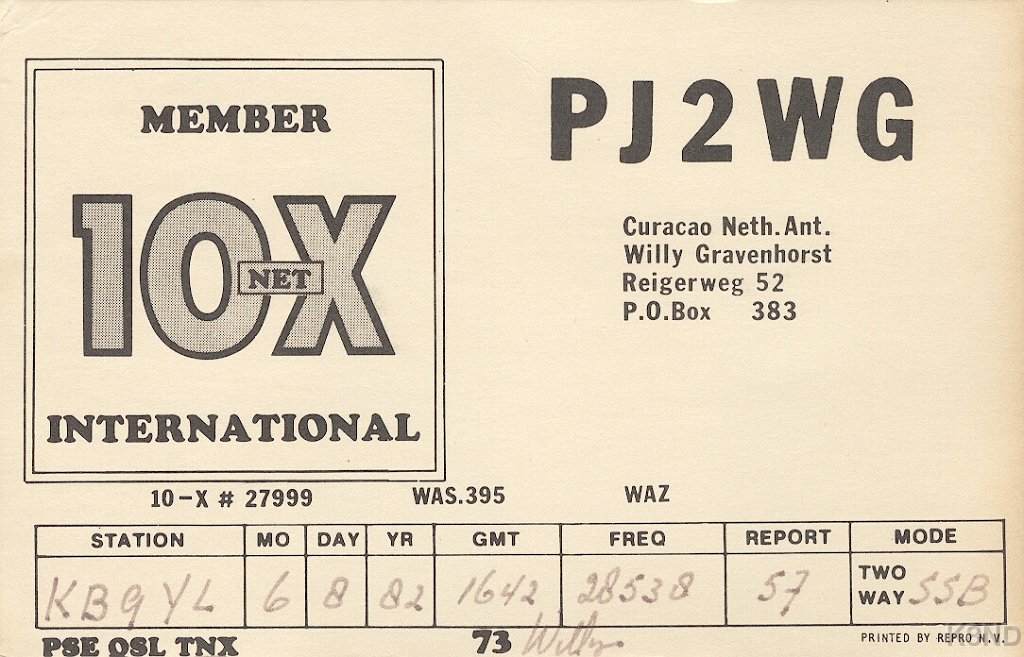 MEMBER
10X
NET
INTERNATIONAL
PJ2WG
Curacao Neth. Ant.
Willy Gravenhorst
Reigerweg 52
P.O.Box 383
10-X # 27999 WAS.395 WAZ
STATION MO DAY YR GMT FREQ REPORT MODE
KB9YL 6 8 82 1642 28538 57 TWO WAY SSB
PSE QSL TNX 73 Willy
PRINTED BY REPRO N.V.
K8ND